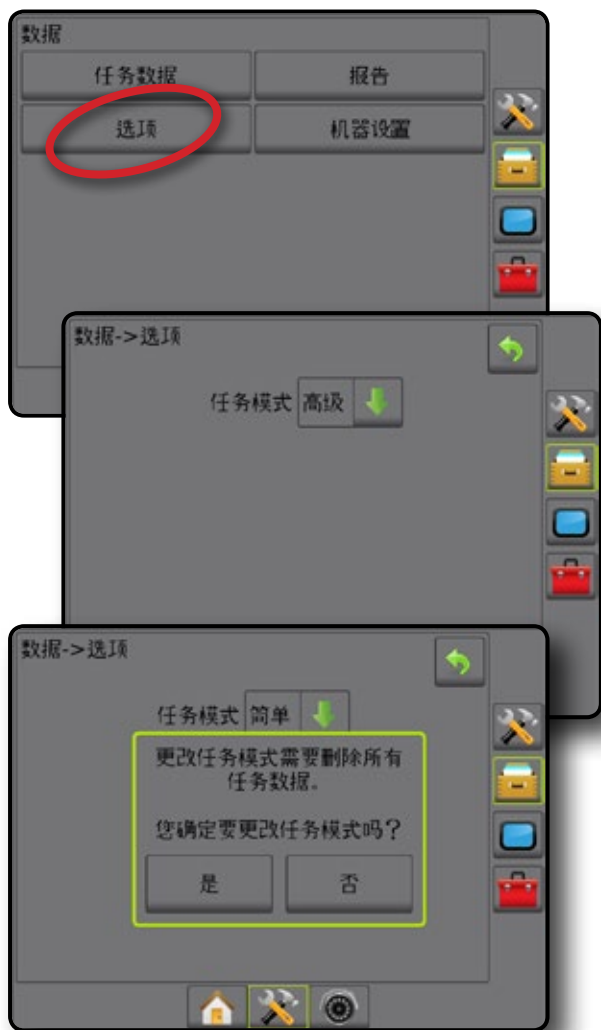 数据
任务数据 报告
选项 机器设置
数据->选项
任务模式 高级
数据->选项
任务模式 简单
更改任务模式需要删除所有
任务数据。
您确定要更改任务模式吗？
是 否